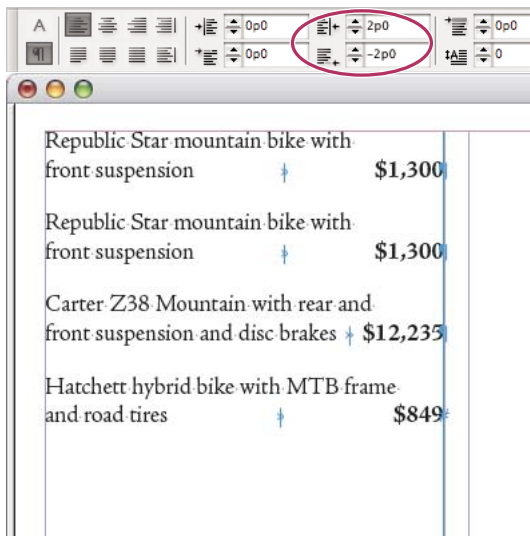 A 0p0 2p0 0p0
¶ 0p0 -2p0 A 0
Republic Star mountain bike with
front suspension $1,300
Republic Star mountain bike with
front suspension $1,300
Carter Z38 Mountain with rear and
front suspension and disc brakes $12,235
Hatchett hybrid bike with MTB frame
and road tires $849